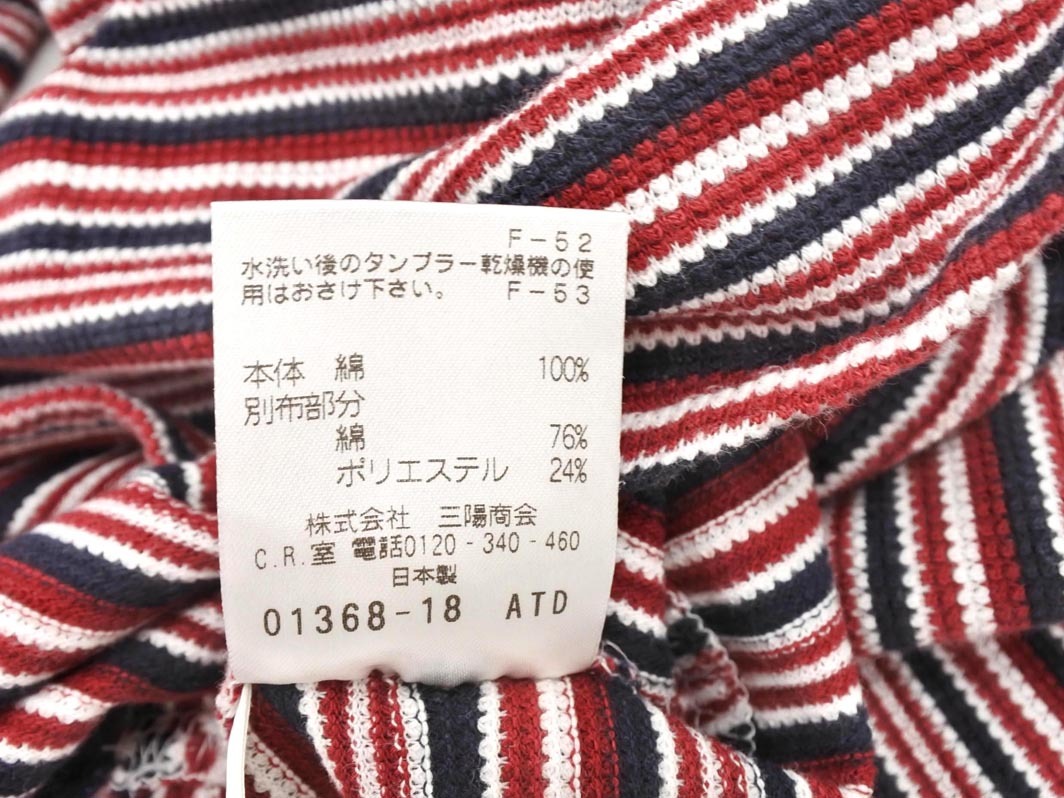 F-52
水洗い後のタンブラー乾燥機の使
用はおさけ下さい。 F-53
本体 綿 100%
別布部分
綿 76%
ポリエステル 24%
株式会社 三陽商会
C.R.室 電話0120-340-460
日本製
01368-18 ATD